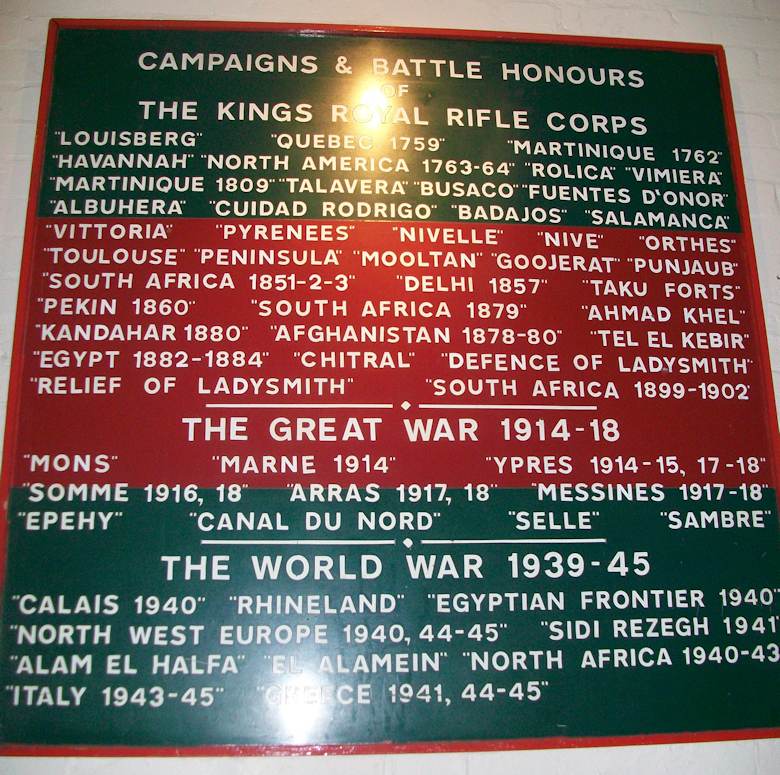 CAMPAIGNS & BATTLE HONOURS
OF
THE KINGS ROYAL RIFLE CORPS
"LOUISBERG" "QUEBEC 1759" "MARTINIQUE 1762"
"HAVANNAH" "NORTH AMERICA 1763-64" "ROLICA" "VIMIERA"
"MARTINIQUE 1809" "TALAVERA" "BUSACO" "FUENTES D'ONOR"
"ALBUHERA" "CUIDAD RODRIGO" "BADAJOS" "SALAMANCA"
"VITTORIA" "PYRENEES" "NIVELLE" "NIVE" "ORTHES"
"TOULOUSE" "PENINSULA" "MOOLTAN" "GOOJERAT" "PUNJAUB"
"SOUTH AFRICA 1851-2-3" "DELHI 1857" "TAKU FORTS"
"PEKIN 1860" "SOUTH AFRICA 1879" "AHMAD KHEL"
"KANDAHAR 1880" "AFGHANISTAN 1878-80" "TEL EL KEBIR"
"EGYPT 1882-1884" "CHITRAL" "DEFENCE OF LADYSMITH"
"RELIEF OF LADYSMITH" "SOUTH AFRICA 1899-1902
THE GREAT WAR 1914-18
"MONS" "MARNE 1914" "YPRES 1914-15, 17-18"
"SOMME 1916, 18" "ARRAS 1917, 18" "MESSINES 1917-18"
"EPEHY" "CANAL DU NORD" "SELLE" "SAMBRE"
THE WORLD WAR 1939-45
"CALAIS 1940" "RHINELAND" "EGYPTIAN FRONTIER 1940"
"NORTH WEST EUROPE 1940, 44-45" "SIDI REZEGH 1941"
"ALAM EL HALFA" "EL ALAMEIN" "NORTH AFRICA 1940-43
"ITALY 1943-45" "GREECE 1941, 44-45"